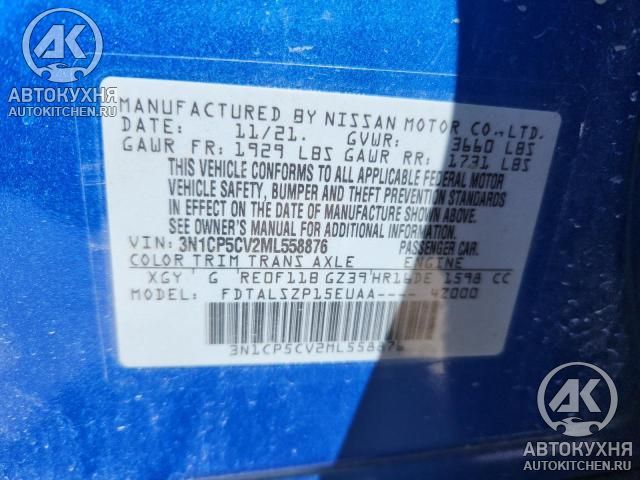 АК
АВТОКУХНЯ
AUTOKITCHEN.RU
MANUFACTURED BY NISSAN MOTOR CO.,LTD.
DATE: 11/21. GVWR: 3660 LBS
GAWR FR: 1929 LBS GAWR RR: 1731 LBS
THIS VEHICLE CONFORMS TO ALL APPLICABLE FEDERAL MOTOR
VEHICLE SAFETY, BUMPER AND THEFT PREVENTION STANDARDS
IN EFFECT ON THE DATE OF MANUFACTURE SHOWN ABOVE.
SEE OWNER'S MANUAL FOR ADDITIONAL INFORMATION.
VIN: 3N1CP5CV2ML558876 PASSENGER CAR.
COLOR TRIM TRANS AXLE ENGINE
XGY G RE0F11B GZ39 HR16DE 1598 CC
MODEL: FDTALSZP15EUAA---- 42000
3N1CP5CV2ML558876
АК
АВТОКУХНЯ
AUTOKITCHEN.RU